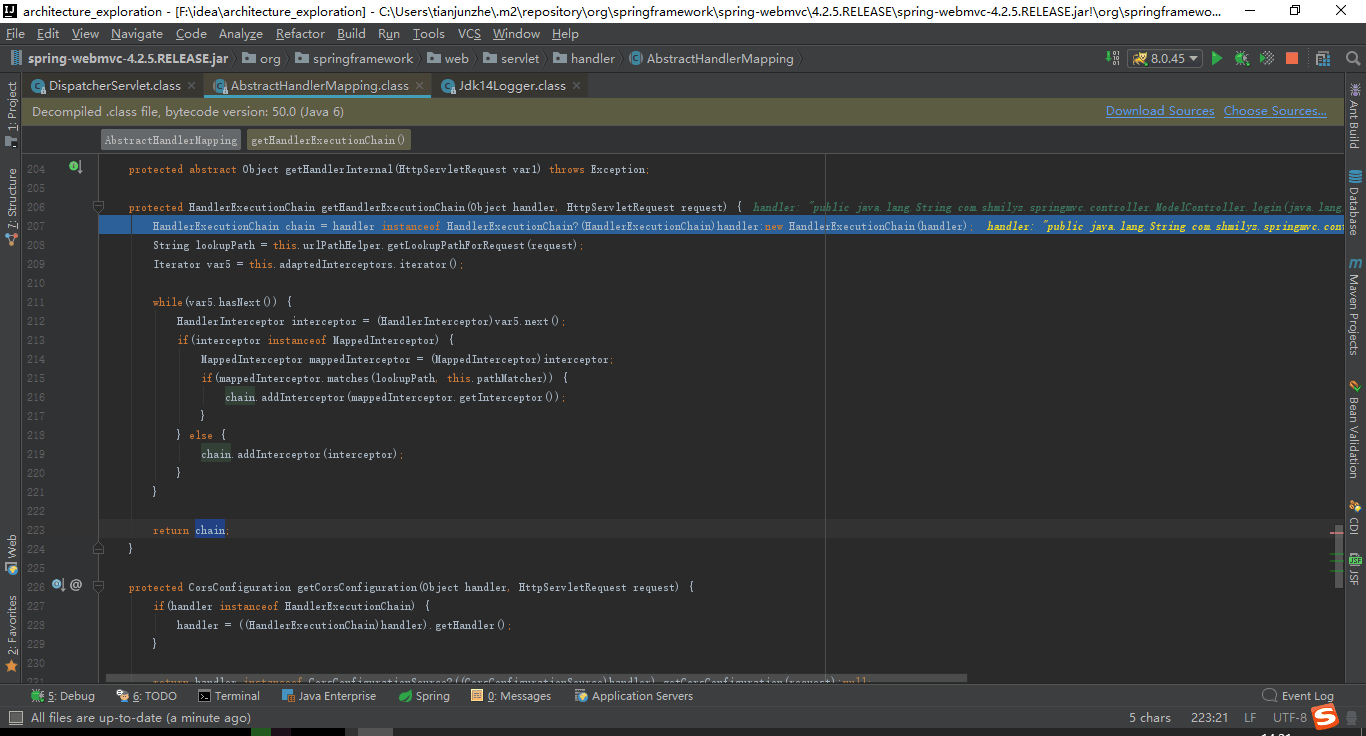 architecture_exploration - [F:\idea\architecture_exploration] - C:\Users\tianjunzhe\.m2\repository\org\springframework\spring-webmvc\4.2.5.RELEASE\spring-webmvc-4.2.5.RELEASE.jar!\org\springframewo...
File Edit View Navigate Code Analyze Refactor Build Run Tools VCS Window Help
spring-webmvc-4.2.5.RELEASE.jar org springframework web servlet handler AbstractHandlerMapping 8.0.45
DispatcherServlet.class AbstractHandlerMapping.class Jdk14Logger.class
Decompiled .class file, bytecode version: 50.0 (Java 6) Download Sources Choose Sources...
AbstractHandlerMapping getHandlerExecutionChain()
204 protected abstract Object getHandlerInternal(HttpServletRequest var1) throws Exception;
205
206 protected HandlerExecutionChain getHandlerExecutionChain(Object handler, HttpServletRequest request) { handler: "public java.lang.String com.shmilyz.springmvc.controller.ModelController.login(java.lang
207 HandlerExecutionChain chain = handler instanceof HandlerExecutionChain?(HandlerExecutionChain)handler:new HandlerExecutionChain(handler); handler: "public java.lang.String com.shmilyz.springmvc.cont
208 String lookupPath = this.urlPathHelper.getLookupPathForRequest(request);
209 Iterator var5 = this.adaptedInterceptors.iterator();
210
211 while(var5.hasNext()) {
212 HandlerInterceptor interceptor = (HandlerInterceptor)var5.next();
213 if(interceptor instanceof MappedInterceptor) {
214 MappedInterceptor mappedInterceptor = (MappedInterceptor)interceptor;
215 if(mappedInterceptor.matches(lookupPath, this.pathMatcher)) {
216 chain.addInterceptor(mappedInterceptor.getInterceptor());
217 }
218 } else {
219 chain.addInterceptor(interceptor);
220 }
221 }
222
223 return chain;
224 }
225
226 @ protected CorsConfiguration getCorsConfiguration(Object handler, HttpServletRequest request) {
227 if(handler instanceof HandlerExecutionChain) {
228 handler = ((HandlerExecutionChain)handler).getHandler();
229 }
230
231 return handler instanceof CorsConfigurationSource?((CorsConfigurationSource)handler).getCorsConfiguration(request):null;
1: Project
7: Structure
Web
2: Favorites
Ant Build
Database
Maven Projects
Bean Validation
CDI
JSF
5: Debug 6: TODO Terminal Java Enterprise Spring 0: Messages Application Servers Event Log
All files are up-to-date (a minute ago) 5 chars 223:21 LF UTF-8